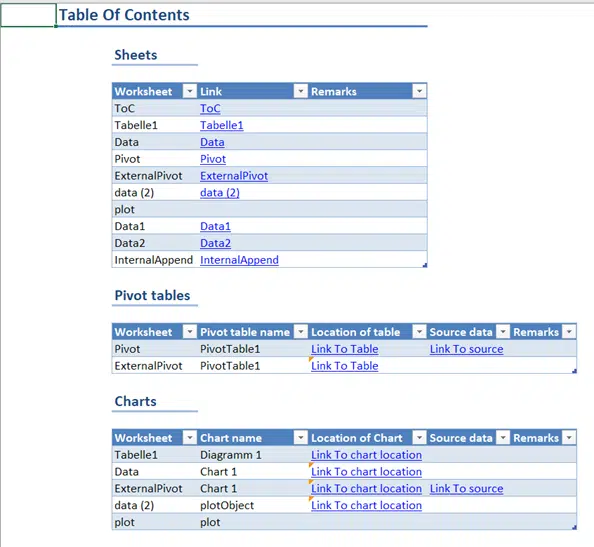 Table Of Contents
Sheets
Worksheet Link Remarks
ToC ToC
Tabelle1 Tabelle1
Data Data
Pivot Pivot
ExternalPivot ExternalPivot
data (2) data (2)
plot
Data1 Data1
Data2 Data2
InternalAppend InternalAppend
Pivot tables
Worksheet Pivot table name Location of table Source data Remarks
Pivot PivotTable1 Link To Table Link To source
ExternalPivot PivotTable1 Link To Table
Charts
Worksheet Chart name Location of Chart Source data Remarks
Tabelle1 Diagramm 1 Link To chart location
Data Chart 1 Link To chart location
ExternalPivot Chart 1 Link To chart location Link To source
data (2) plotObject Link To chart location
plot plot